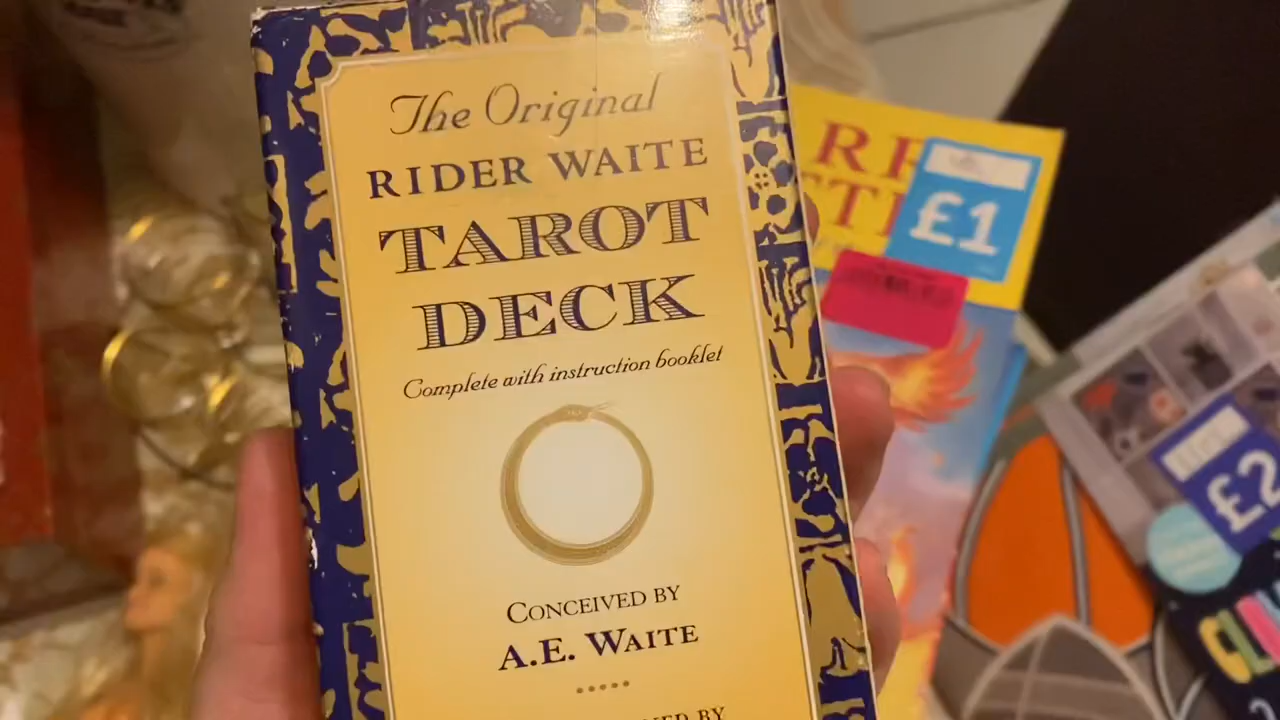 The Original
RIDER WAITE
TAROT
DECK
Complete with instruction booklet
CONCEIVED BY
A.E. WAITE
£1
£2